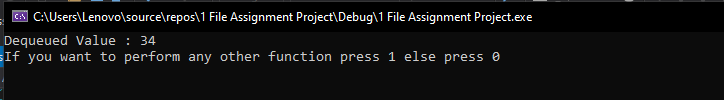 C:\Users\Lenovo\source\repos\1 File Assignment Project\Debug\1 File Assignment Project.exe
Dequeued Value : 34
If you want to perform any other function press 1 else press 0